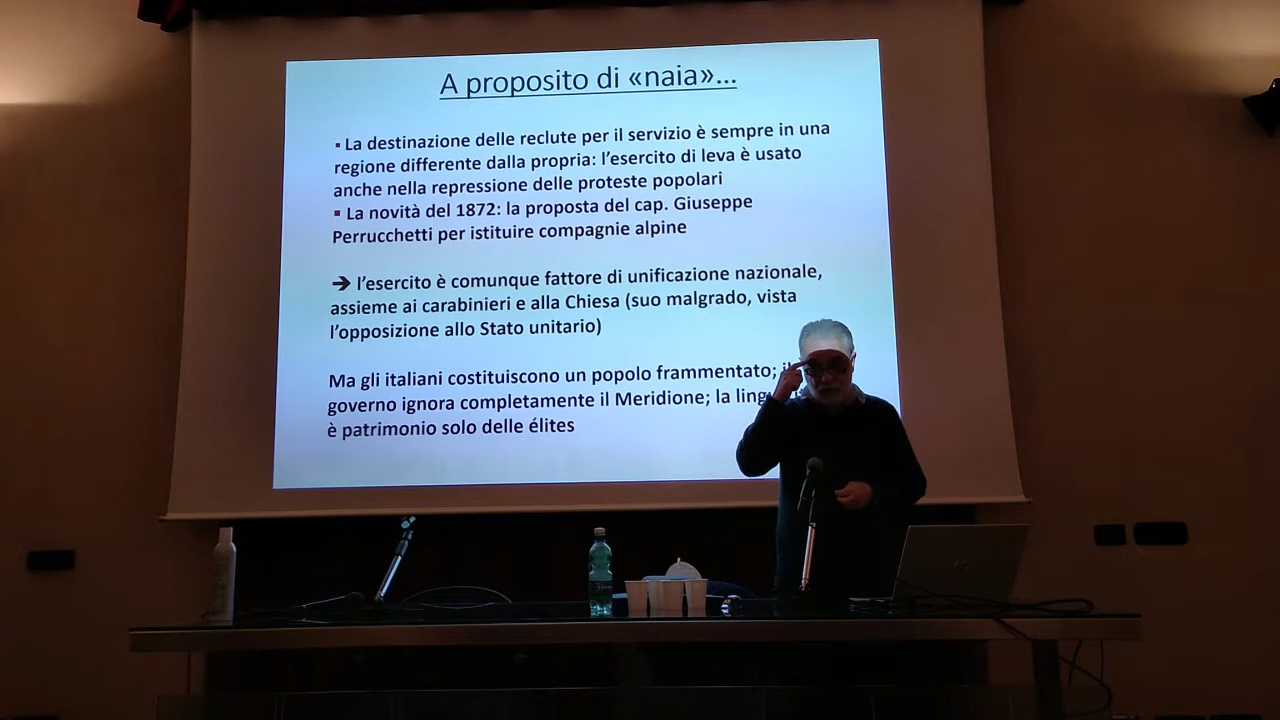 A proposito di «naia»...
▪ La destinazione delle reclute per il servizio è sempre in una
regione differente dalla propria: l'esercito di leva è usato
anche nella repressione delle proteste popolari
▪ La novità del 1872: la proposta del cap. Giuseppe
Perrucchetti per istituire compagnie alpine
➔ l'esercito è comunque fattore di unificazione nazionale,
assieme ai carabinieri e alla Chiesa (suo malgrado, vista
l'opposizione allo Stato unitario)
Ma gli italiani costituiscono un popolo frammentato;
governo ignora completamente il Meridione; la
è patrimonio solo delle élites